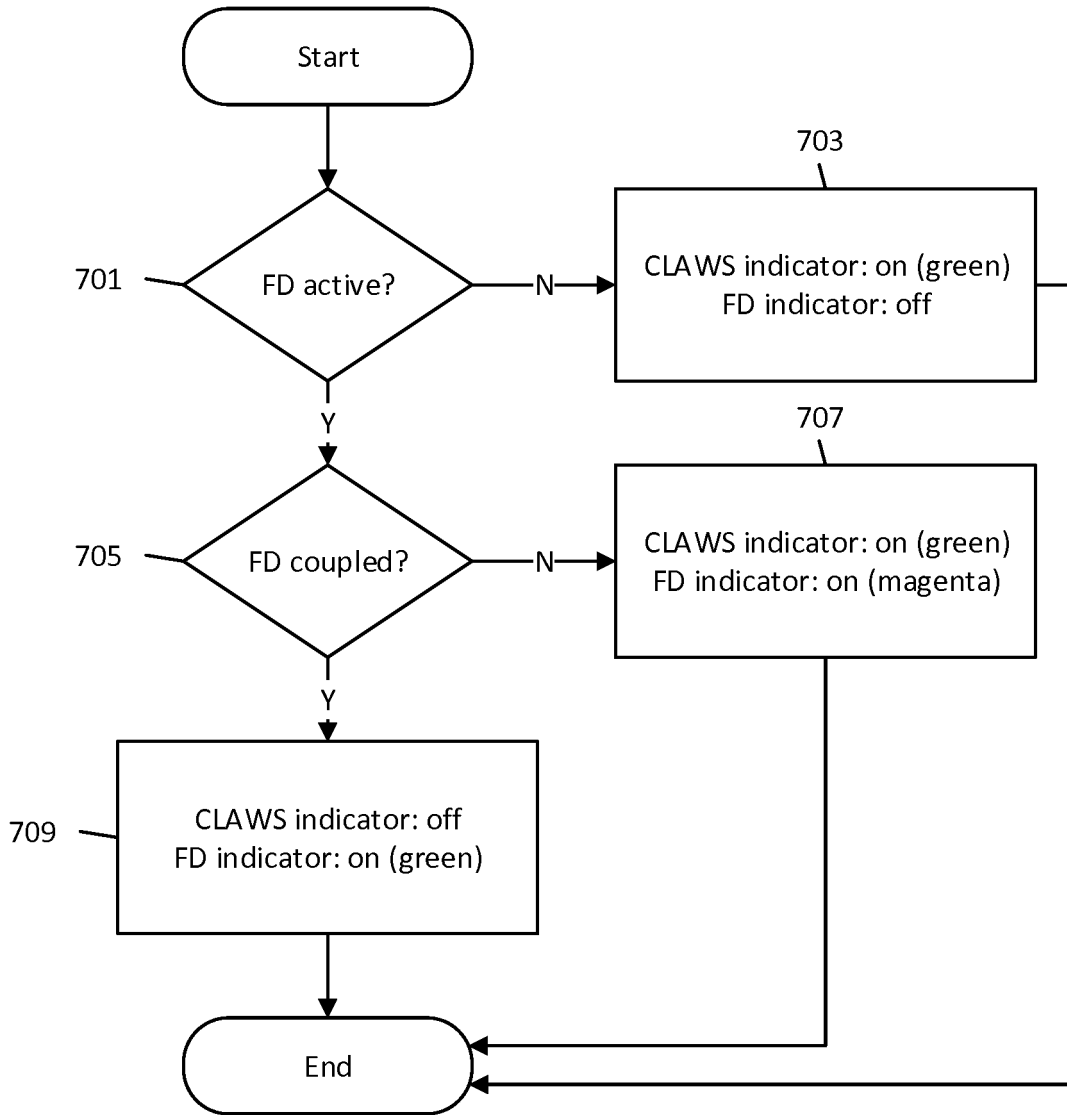 Start
703
701
FD active?
N
CLAWS indicator: on (green)
FD indicator: off
Y
707
705
FD coupled?
N
CLAWS indicator: on (green)
FD indicator: on (magenta)
Y
709
CLAWS indicator: off
FD indicator: on (green)
End